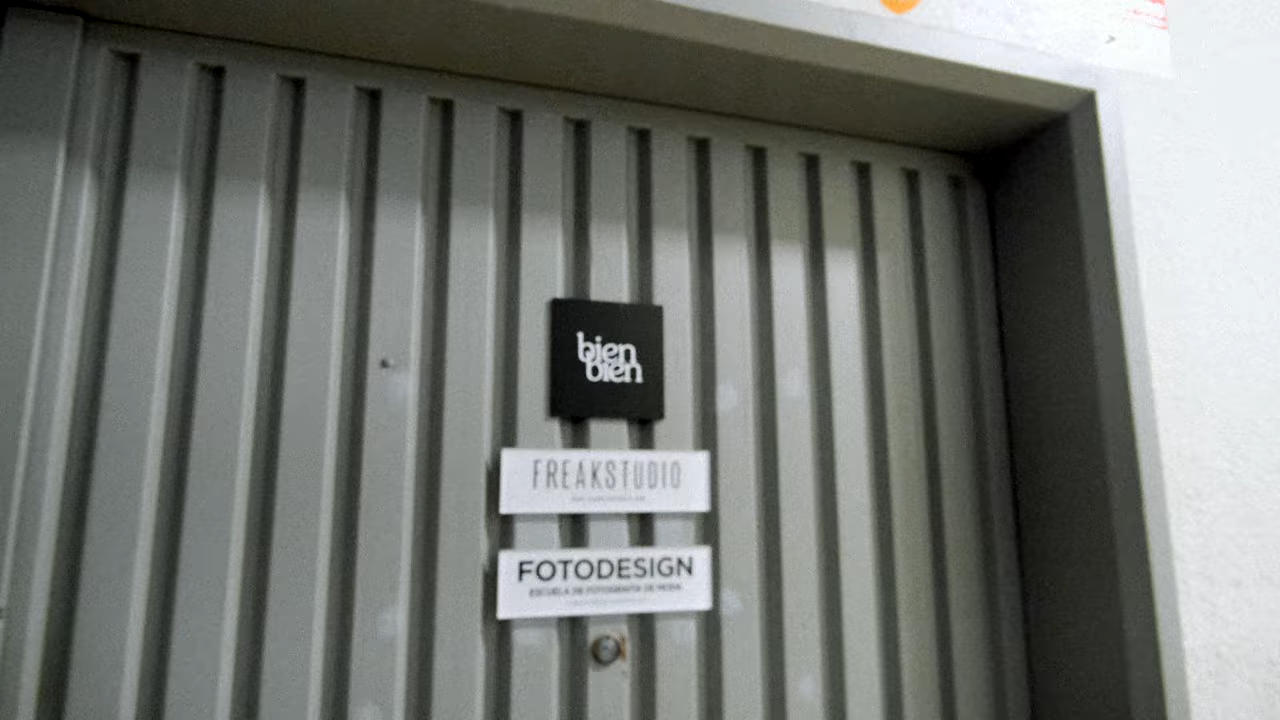 bien
bien
FREAKSTUDIO
FOTODESIGN
ESCUELA DE FOTOGRAFÍA DE MODA